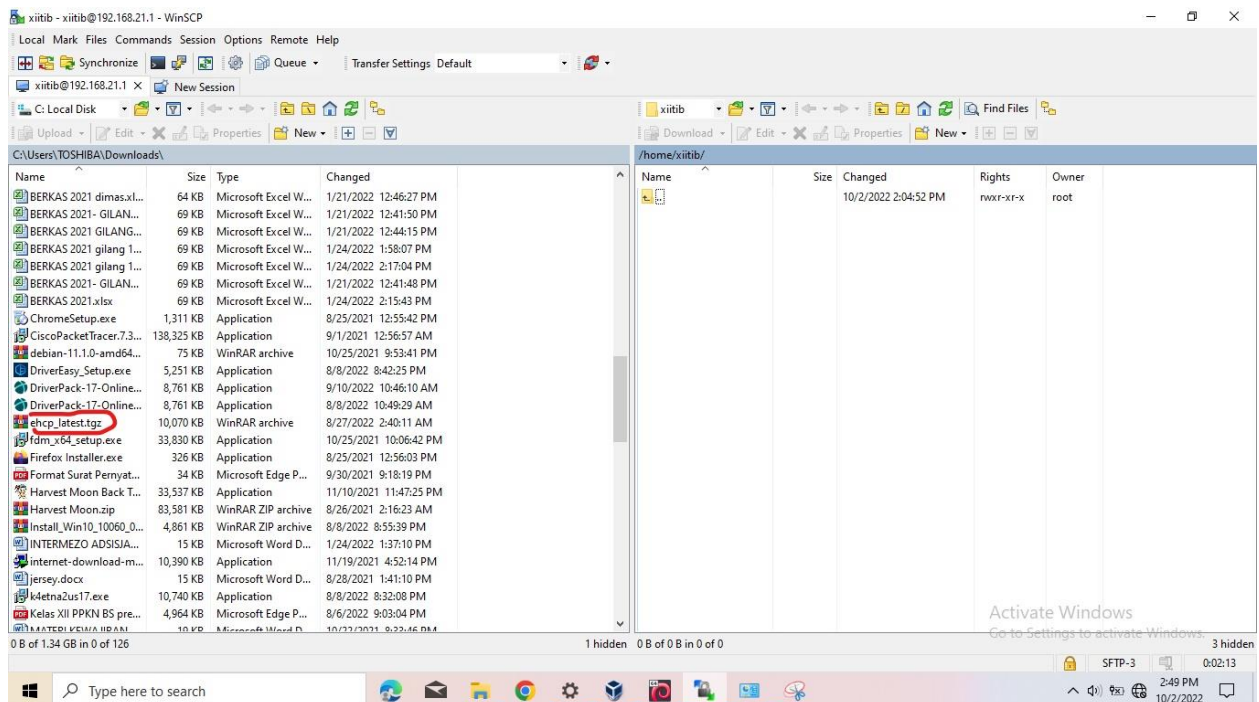 xiitib - xiitib@192.168.21.1 - WinSCP
Local Mark Files Commands Session Options Remote Help
Synchronize Queue Transfer Settings Default
xiitib@192.168.21.1 New Session
C: Local Disk xiitib Find Files
Upload Edit Properties New Download Edit Properties New
C:\Users\TOSHIBA\Downloads\ /home/xiitib/
Name Size Type Changed Name Size Changed Rights Owner
BERKAS 2021 dimas.xl... 64 KB Microsoft Excel W... 1/21/2022 12:46:27 PM .. 10/2/2022 2:04:52 PM rwxr-xr-x root
BERKAS 2021- GILAN... 69 KB Microsoft Excel W... 1/21/2022 12:41:50 PM
BERKAS 2021 GILANG... 69 KB Microsoft Excel W... 1/21/2022 12:44:15 PM
BERKAS 2021 gilang 1... 69 KB Microsoft Excel W... 1/24/2022 1:58:07 PM
BERKAS 2021 gilang 1... 69 KB Microsoft Excel W... 1/24/2022 2:17:04 PM
BERKAS 2021- GILAN... 69 KB Microsoft Excel W... 1/21/2022 12:41:48 PM
BERKAS 2021.xlsx 69 KB Microsoft Excel W... 1/24/2022 2:15:43 PM
ChromeSetup.exe 1,311 KB Application 8/25/2021 12:55:42 PM
CiscoPacketTracer.7.3... 138,325 KB Application 9/1/2021 12:56:57 AM
debian-11.1.0-amd64... 75 KB WinRAR archive 10/25/2021 9:53:41 PM
DriverEasy_Setup.exe 5,251 KB Application 8/8/2022 8:42:25 PM
DriverPack-17-Online... 8,761 KB Application 9/10/2022 10:46:10 AM
DriverPack-17-Online... 8,761 KB Application 8/8/2022 10:49:29 AM
ehcp_latest.tgz 10,070 KB WinRAR archive 8/27/2022 2:40:11 AM
fdm_x64_setup.exe 33,830 KB Application 10/25/2021 10:06:42 PM
Firefox Installer.exe 326 KB Application 8/25/2021 12:56:03 PM
Format Surat Pernyat... 34 KB Microsoft Edge P... 9/30/2021 9:18:19 PM
Harvest Moon Back T... 33,537 KB Application 11/10/2021 11:47:25 PM
Harvest Moon.zip 83,581 KB WinRAR ZIP archive 8/26/2021 2:16:23 AM
Install_Win10_10060_0... 4,861 KB WinRAR ZIP archive 8/8/2022 8:55:39 PM
INTERMEZO ADSISJA... 15 KB Microsoft Word D... 1/24/2022 1:37:10 PM
internet-download-m... 10,390 KB Application 11/19/2021 4:52:14 PM
jersey.docx 15 KB Microsoft Word D... 8/28/2021 1:41:10 PM
k4etna2us17.exe 10,740 KB Application 8/8/2022 8:32:08 PM
Kelas XII PPKN BS pre... 4,964 KB Microsoft Edge P... 8/6/2022 9:03:04 PM
MATERI KEWAJIBAN 10 KB Microsoft Word D 10/22/2021 8:33:46 PM
Activate Windows
Go to Settings to activate Windows.
0 B of 1.34 GB in 0 of 126 1 hidden 0 B of 0 B in 0 of 0 3 hidden
SFTP-3 0:02:13
Type here to search 2:49 PM
10/2/2022